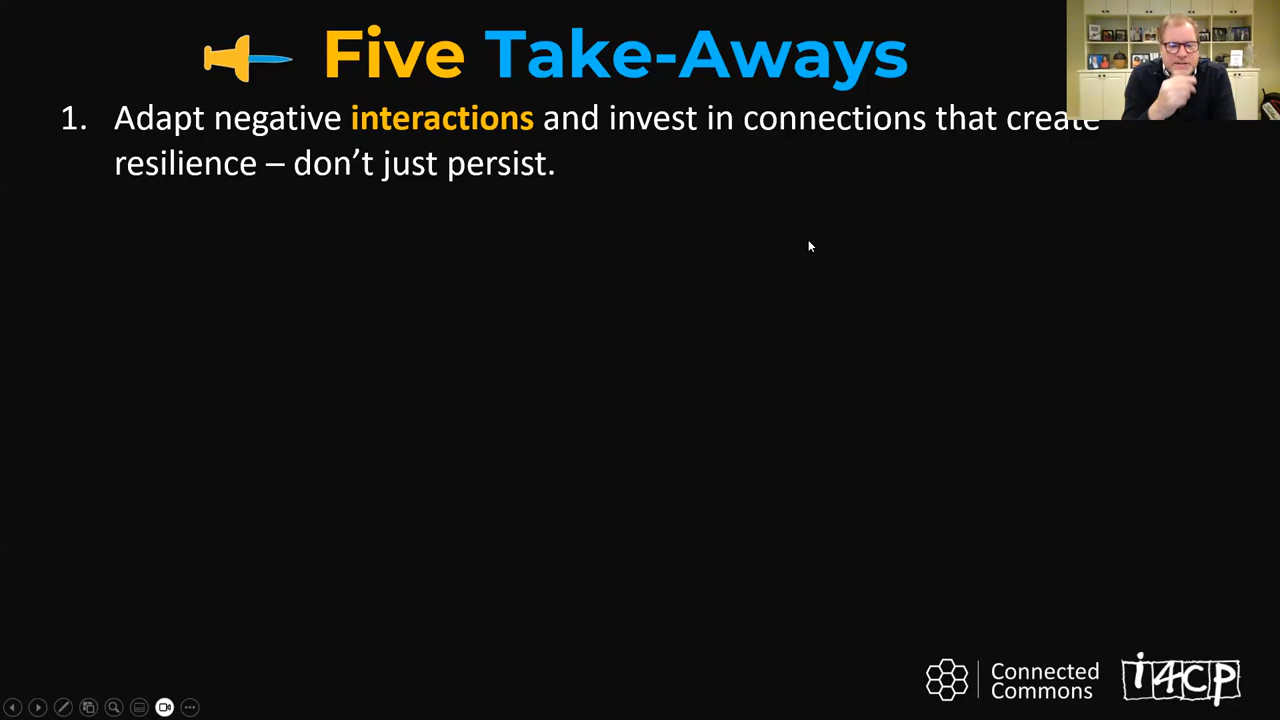 Five Take-Aways
1. Adapt negative interactions and invest in connections that create
resilience – don’t just persist.
Connected
Commons
i4cp